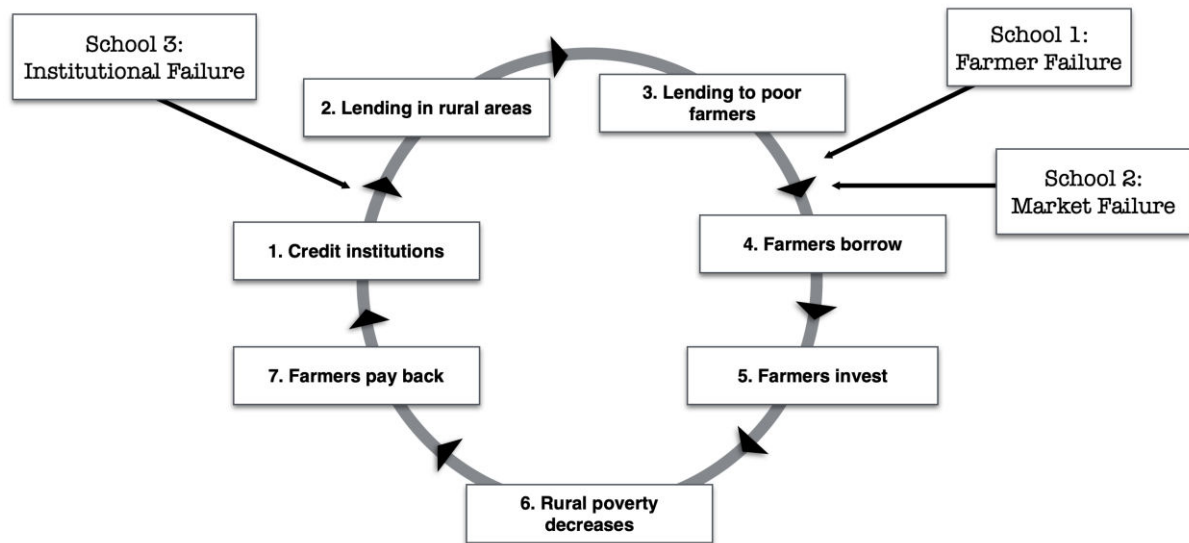 School 3:
Institutional Failure
School 1:
Farmer Failure
2. Lending in rural areas
3. Lending to poor
farmers
School 2:
Market Failure
1. Credit institutions
4. Farmers borrow
7. Farmers pay back
5. Farmers invest
6. Rural poverty
decreases